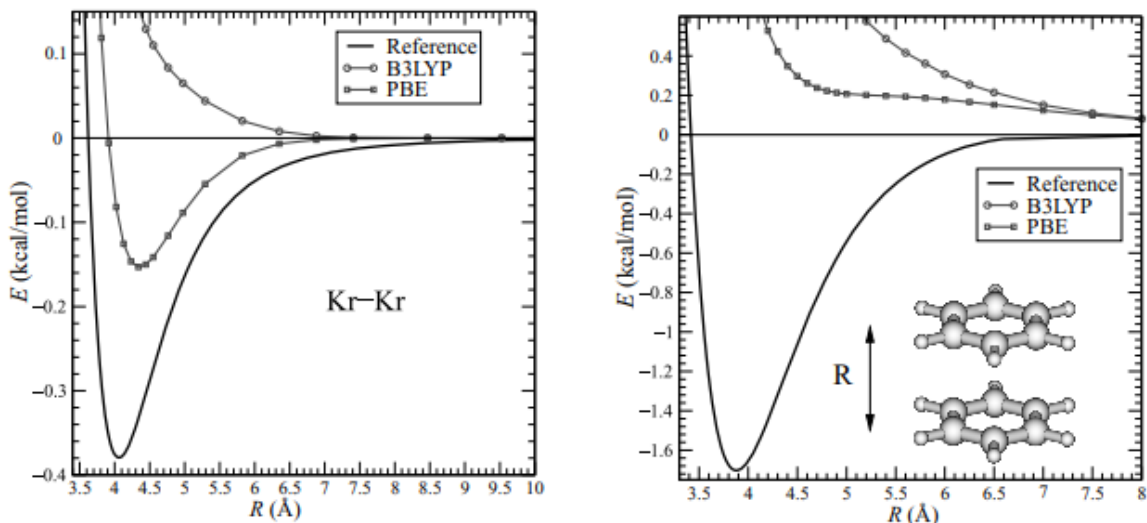 0.1
0
−0.1
−0.2
−0.3
−0.4
E (kcal/mol)
Reference
B3LYP
PBE
Kr−Kr
3.5 4 4.5 5 5.5 6 6.5 7 7.5 8 8.5 9 9.5 10
R (Å)
0.4
0.2
0
−0.2
−0.4
−0.6
−0.8
−1
−1.2
−1.4
−1.6
E (kcal/mol)
Reference
B3LYP
PBE
R
3.5 4 4.5 5 5.5 6 6.5 7 7.5 8
R (Å)